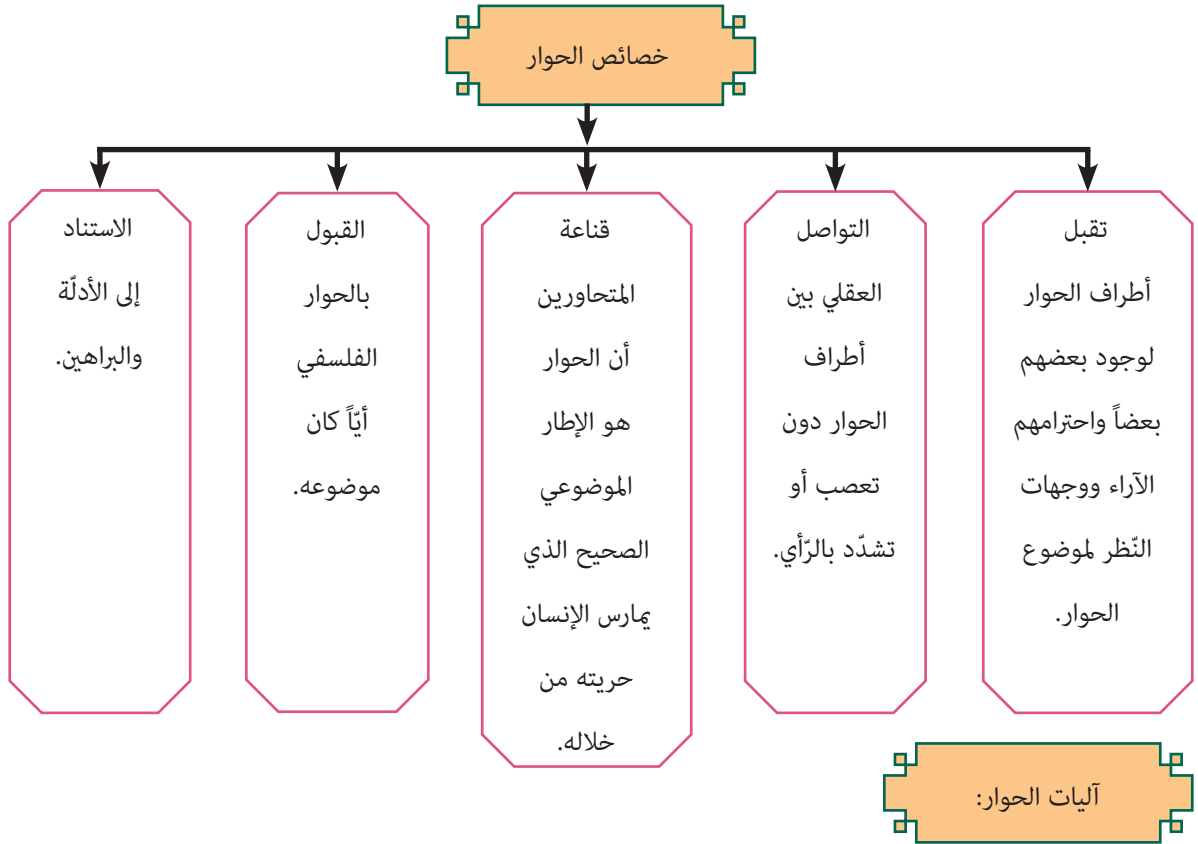 خصائص الحوار
تقبل
أطراف الحوار
لوجود بعضهم
بعضاً واحترامهم
الآراء ووجهات
النّظر لموضوع
الحوار.
التواصل
العقلي بين
أطراف
الحوار دون
تعصب أو
تشدّد بالرّأي.
قناعة
المتحاورين
أن الحوار
هو الإطار
الموضوعي
الصحيح الذي
يمارس الإنسان
حريته من
خلاله.
القبول
بالحوار
الفلسفي
أيّاً كان
موضوعه.
الاستناد
إلى الأدلّة
والبراهين.
آليات الحوار: